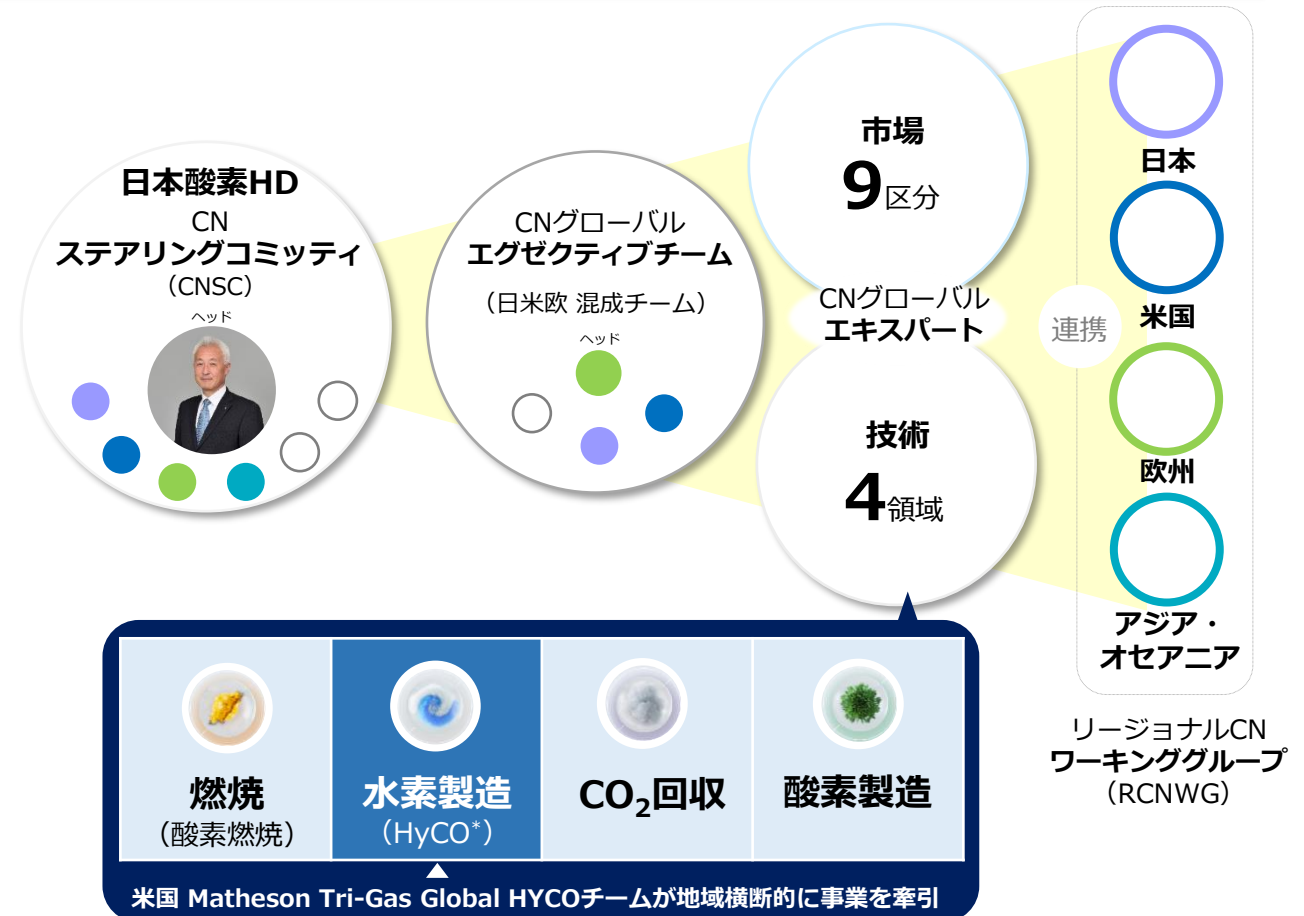 日本酸素HD
CN
ステアリングコミッティ
（CNSC）
ヘッド
CNグローバル
エグゼクティブチーム
（日米欧 混成チーム）
ヘッド
市場
9区分
CNグローバル
エキスパート
技術
4領域
連携
日本
米国
欧州
アジア・
オセアニア
リージョナルCN
ワーキンググループ
（RCNWG）
燃焼
（酸素燃焼）
水素製造
（HyCO*）
CO₂回収
酸素製造
米国 Matheson Tri-Gas Global HYCOチームが地域横断的に事業を牽引